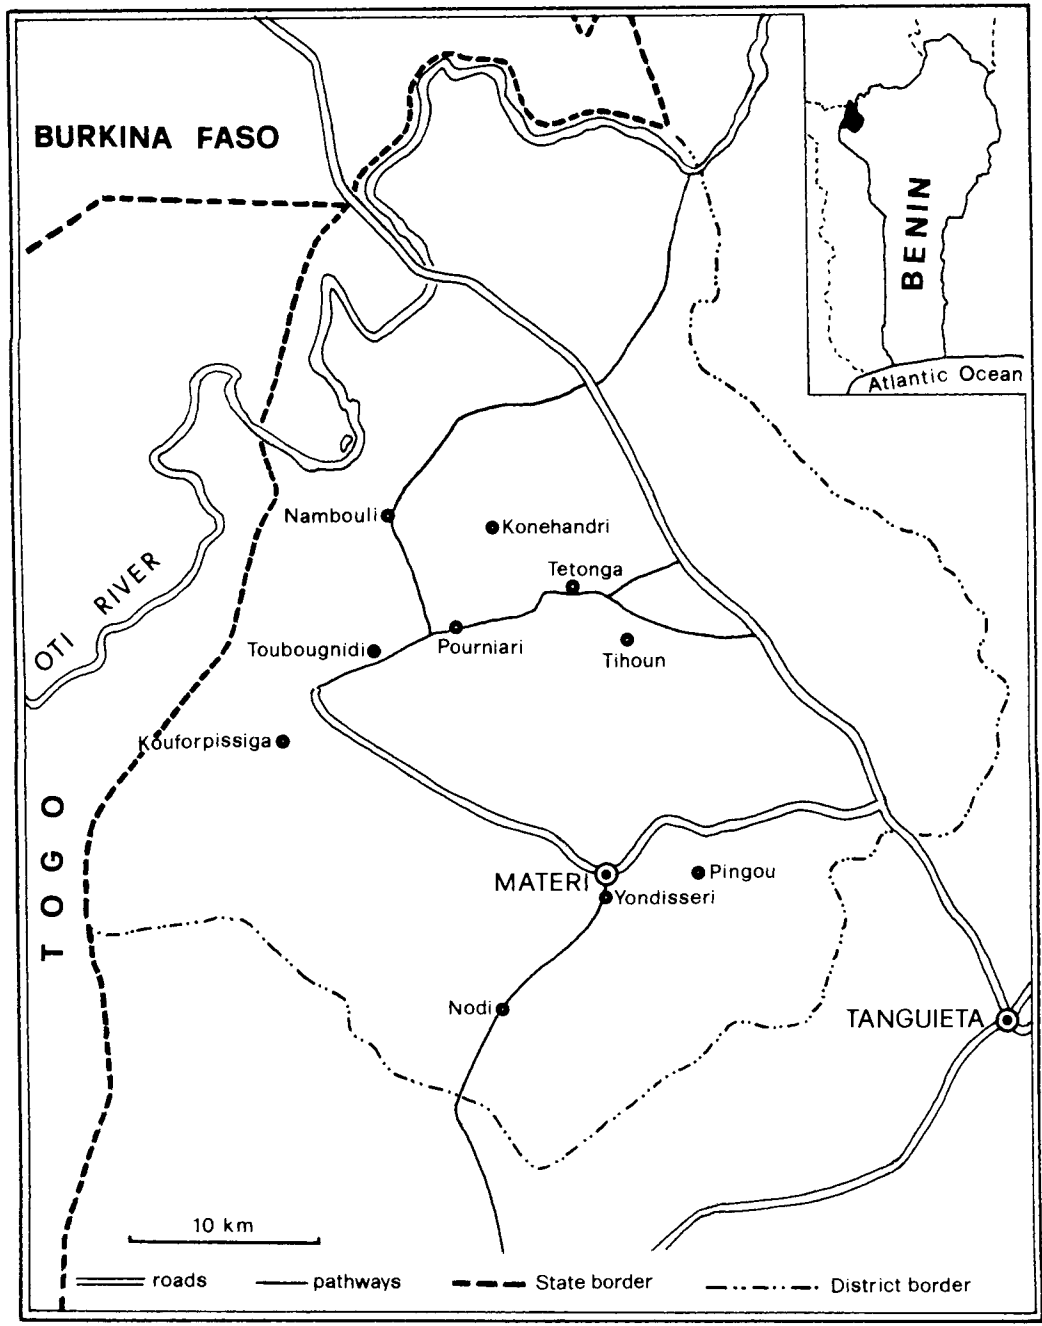 BURKINA FASO
BENIN
Atlantic Ocean
Nambouli
Konehandri
Tetonga
OTI RIVER
Toubougnidi
Pourniari
Tihoun
Kouforpissiga
TOGO
MATERI
Pingou
Yondisseri
Nodi
TANGUIETA
10 km
roads
pathways
State border
District border